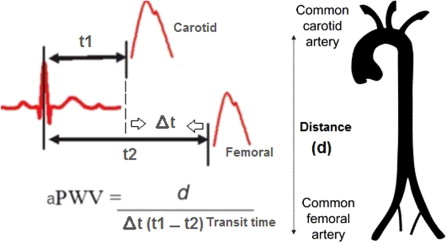 t1
Carotid
Δt
t2
Femoral
aPWV = d
Δt (t1 – t2) Transit time
Common
carotid
artery
Distance
(d)
Common
femoral
artery